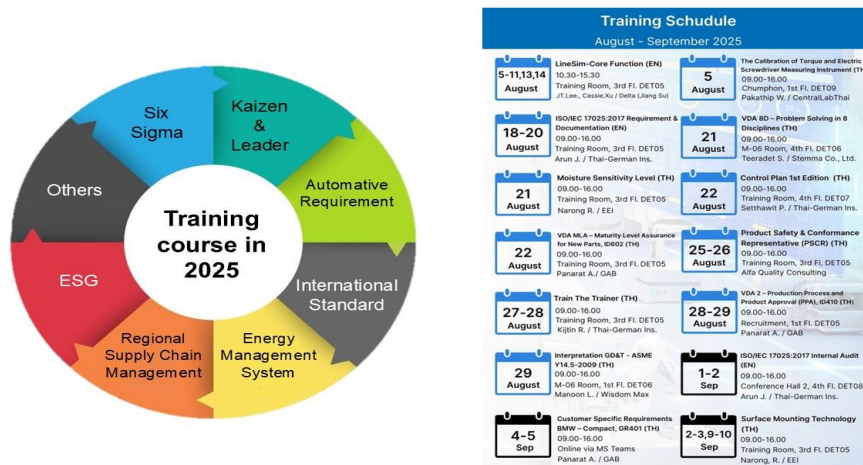 Six
Sigma
Kaizen
&
Leader
Automative
Requirement
International
Standard
Energy
Management
System
Regional
Supply Chain
Management
ESG
Others
Training
course in
2025
Training Schudule
August - September 2025
5-11,13,14
August
LineSim-Core Function (EN)
10.30-15.30
Training Room, 3rd Fl. DET05
JT.Lee., Cassie.Xu / Delta (Jiang Su)
5
August
The Calibration of Torque and Electric
Screwdriver Measuring Instrument (TH
09.00-16.00
Chumphon, 1st Fl. DET09
Pakathip W. / CentralLabThai
18-20
August
ISO/IEC 17025:2017 Requirement &
Documentation (EN)
09.00-16.00
Training Room, 3rd Fl. DET05
Arun J. / Thai-German Ins.
21
August
VDA 8D – Problem Solving in 8
Disciplines (TH)
09.00-16.00
M-06 Room, 4th Fl. DET06
Teeradet S. / Stemma Co., Ltd.
21
August
Moisture Sensitivity Level (TH)
09.00-16.00
Training Room, 3rd Fl. DET05
Narong R. / EEI
22
August
Control Plan 1st Edition (TH)
09.00-16.00
Training Room, 4th Fl. DET07
Setthawit P. / Thai-German Ins.
22
August
VDA MLA – Maturity Level Assurance
for New Parts, ID602 (TH)
09.00-16.00
Training Room, 3rd Fl. DET05
Panarat A./ GAB
25-26
August
Product Safety & Conformance
Representative (PSCR) (TH)
09.00-16.00
Training Room, 3rd Fl. DET05
Alfa Quality Consulting
27-28
August
Train The Trainer (TH)
09.00-16.00
Training Room, 3rd Fl. DET05
Kijtin R. / Thai-German Ins.
28-29
August
VDA 2 – Production Process and
Product Approval (PPA), ID410 (TH)
09.00-16.00
Recruitment, 1st Fl. DET05
Panarat A. / GAB
29
August
Interpretation GD&T - ASME
Y14.5-2009 (TH)
09.00-16.00
M-06 Room, 1st Fl. DET06
Manoon L. / Wisdom Max
1-2
Sep
ISO/IEC 17025:2017 Internal Audit
(EN)
09.00-16.00
Conference Hall 2, 4th Fl. DET08
Arun J. / Thai-German Ins.
4-5
Sep
Customer Specific Requirements
BMW – Compact, GR401 (TH)
09.00-16.00
Online via MS Teams
Panarat A. / GAB
2-3,9-10
Sep
Surface Mounting Technology
(TH)
09.00-16.00
Training Room, 3rd Fl. DET05
Narong, R. / EEI